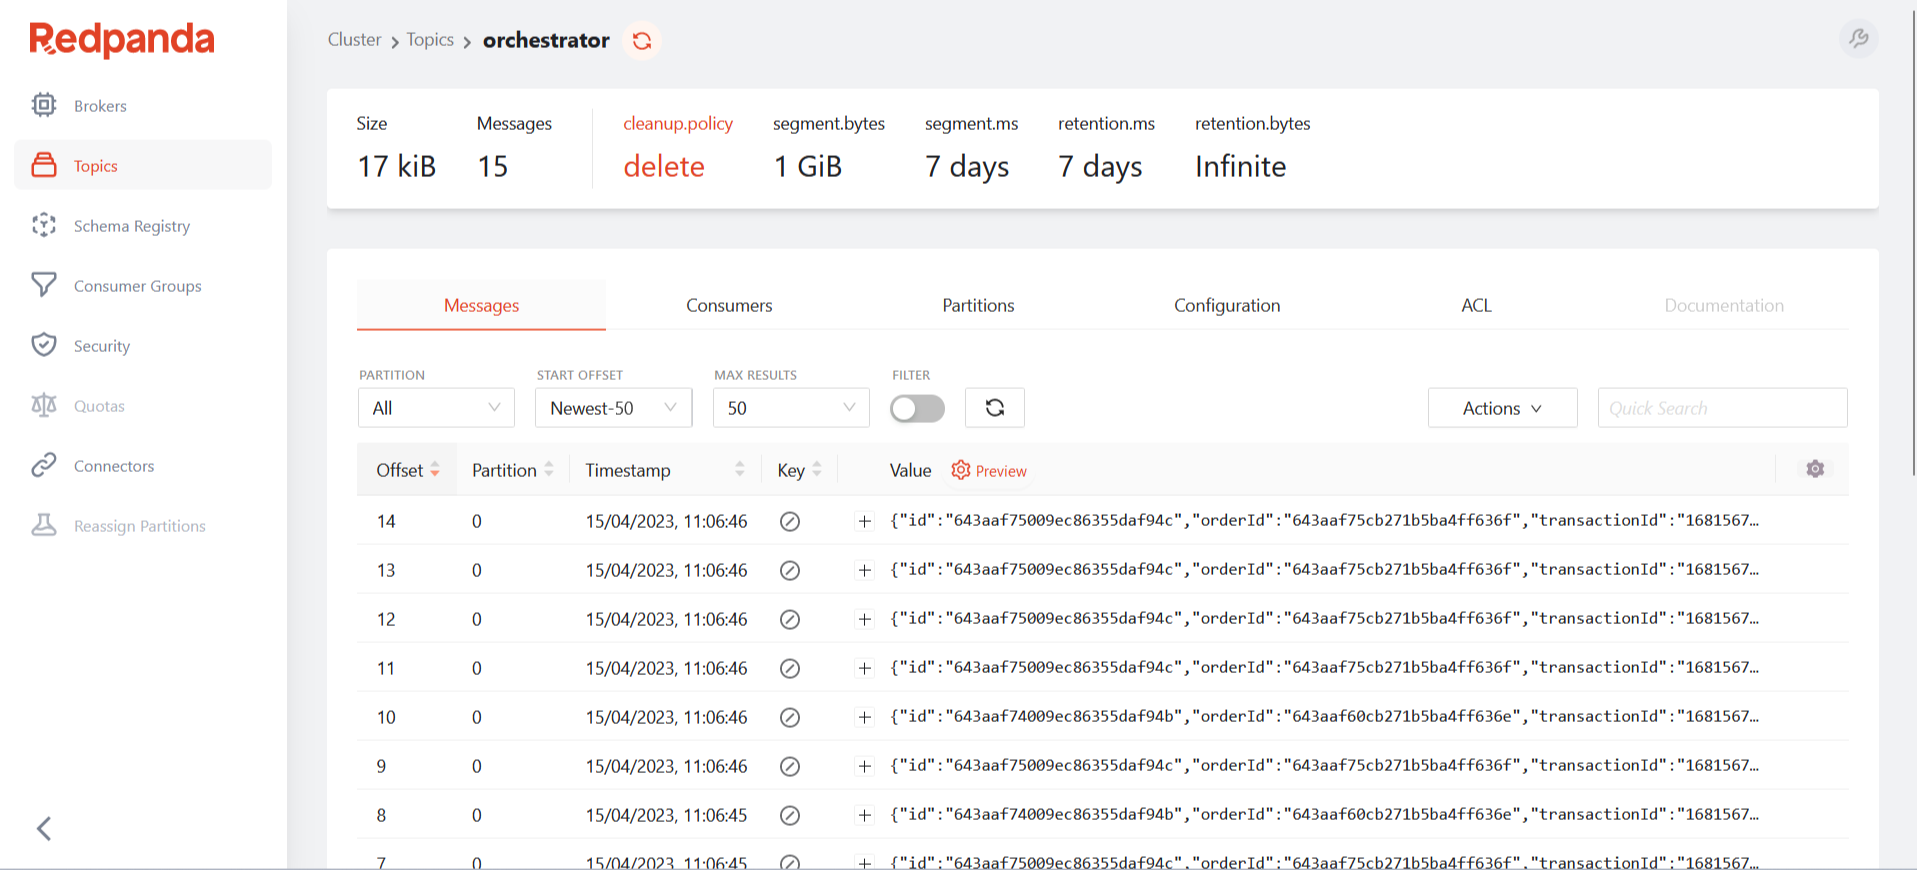 Redpanda
Brokers
Topics
Schema Registry
Consumer Groups
Security
Quotas
Connectors
Reassign Partitions
Cluster > Topics > orchestrator
Size Messages cleanup.policy segment.bytes segment.ms retention.ms retention.bytes
17 kiB 15 delete 1 GiB 7 days 7 days Infinite
Messages Consumers Partitions Configuration ACL Documentation
PARTITION START OFFSET MAX RESULTS FILTER
All Newest-50 50 Actions Quick Search
Offset Partition Timestamp Key Value Preview
14 0 15/04/2023, 11:06:46 + {"id":"643aaf75009ec86355daf94c","orderId":"643aaf75cb271b5ba4ff636f","transactionId":"1681567…
13 0 15/04/2023, 11:06:46 + {"id":"643aaf75009ec86355daf94c","orderId":"643aaf75cb271b5ba4ff636f","transactionId":"1681567…
12 0 15/04/2023, 11:06:46 + {"id":"643aaf75009ec86355daf94c","orderId":"643aaf75cb271b5ba4ff636f","transactionId":"1681567…
11 0 15/04/2023, 11:06:46 + {"id":"643aaf75009ec86355daf94c","orderId":"643aaf75cb271b5ba4ff636f","transactionId":"1681567…
10 0 15/04/2023, 11:06:46 + {"id":"643aaf74009ec86355daf94b","orderId":"643aaf60cb271b5ba4ff636e","transactionId":"1681567…
9 0 15/04/2023, 11:06:46 + {"id":"643aaf75009ec86355daf94c","orderId":"643aaf75cb271b5ba4ff636f","transactionId":"1681567…
8 0 15/04/2023, 11:06:45 + {"id":"643aaf74009ec86355daf94b","orderId":"643aaf60cb271b5ba4ff636e","transactionId":"1681567…
7 0 15/04/2023, 11:06:45 + {"id":"643aaf75009ec86355daf94c","orderId":"643aaf75cb271b5ba4ff636f","transactionId":"1681567…